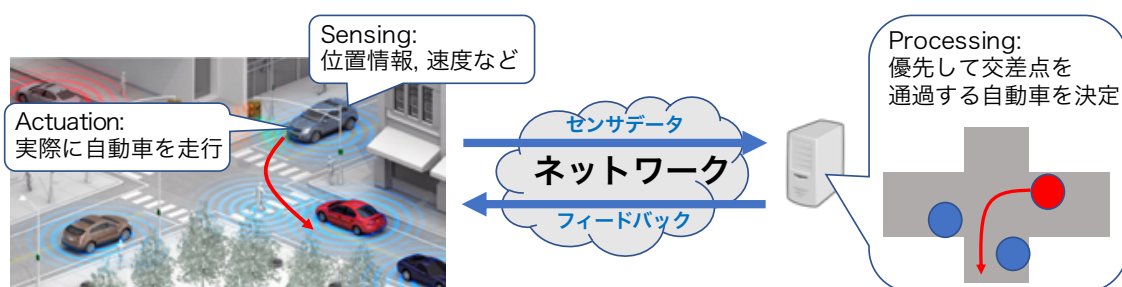 Sensing:
位置情報, 速度など
Actuation:
実際に自動車を走行
センサデータ
ネットワーク
フィードバック
Processing:
優先して交差点を
通過する自動車を決定